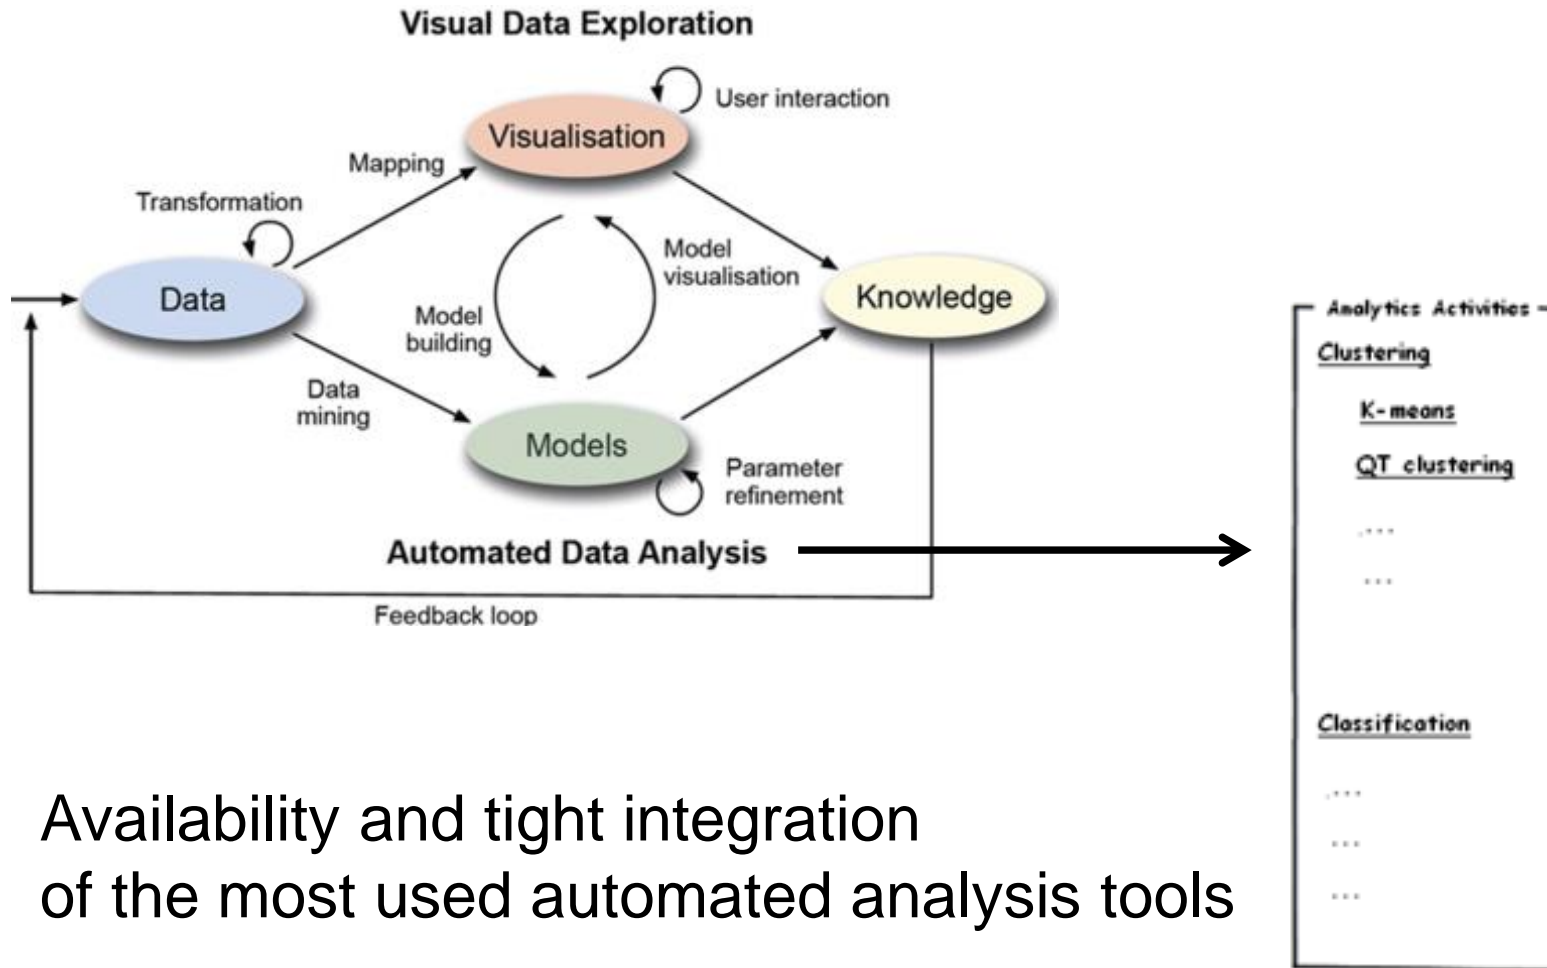 Visual Data Exploration
User interaction
Visualisation
Mapping
Transformation
Model
visualisation
Data
Knowledge
Model
building
Data
mining
Models
Parameter
refinement
Automated Data Analysis
Feedback loop
Analytics Activities
Clustering
K-means
QT clustering
....
...
Classification
....
...
...
Availability and tight integration
of the most used automated analysis tools